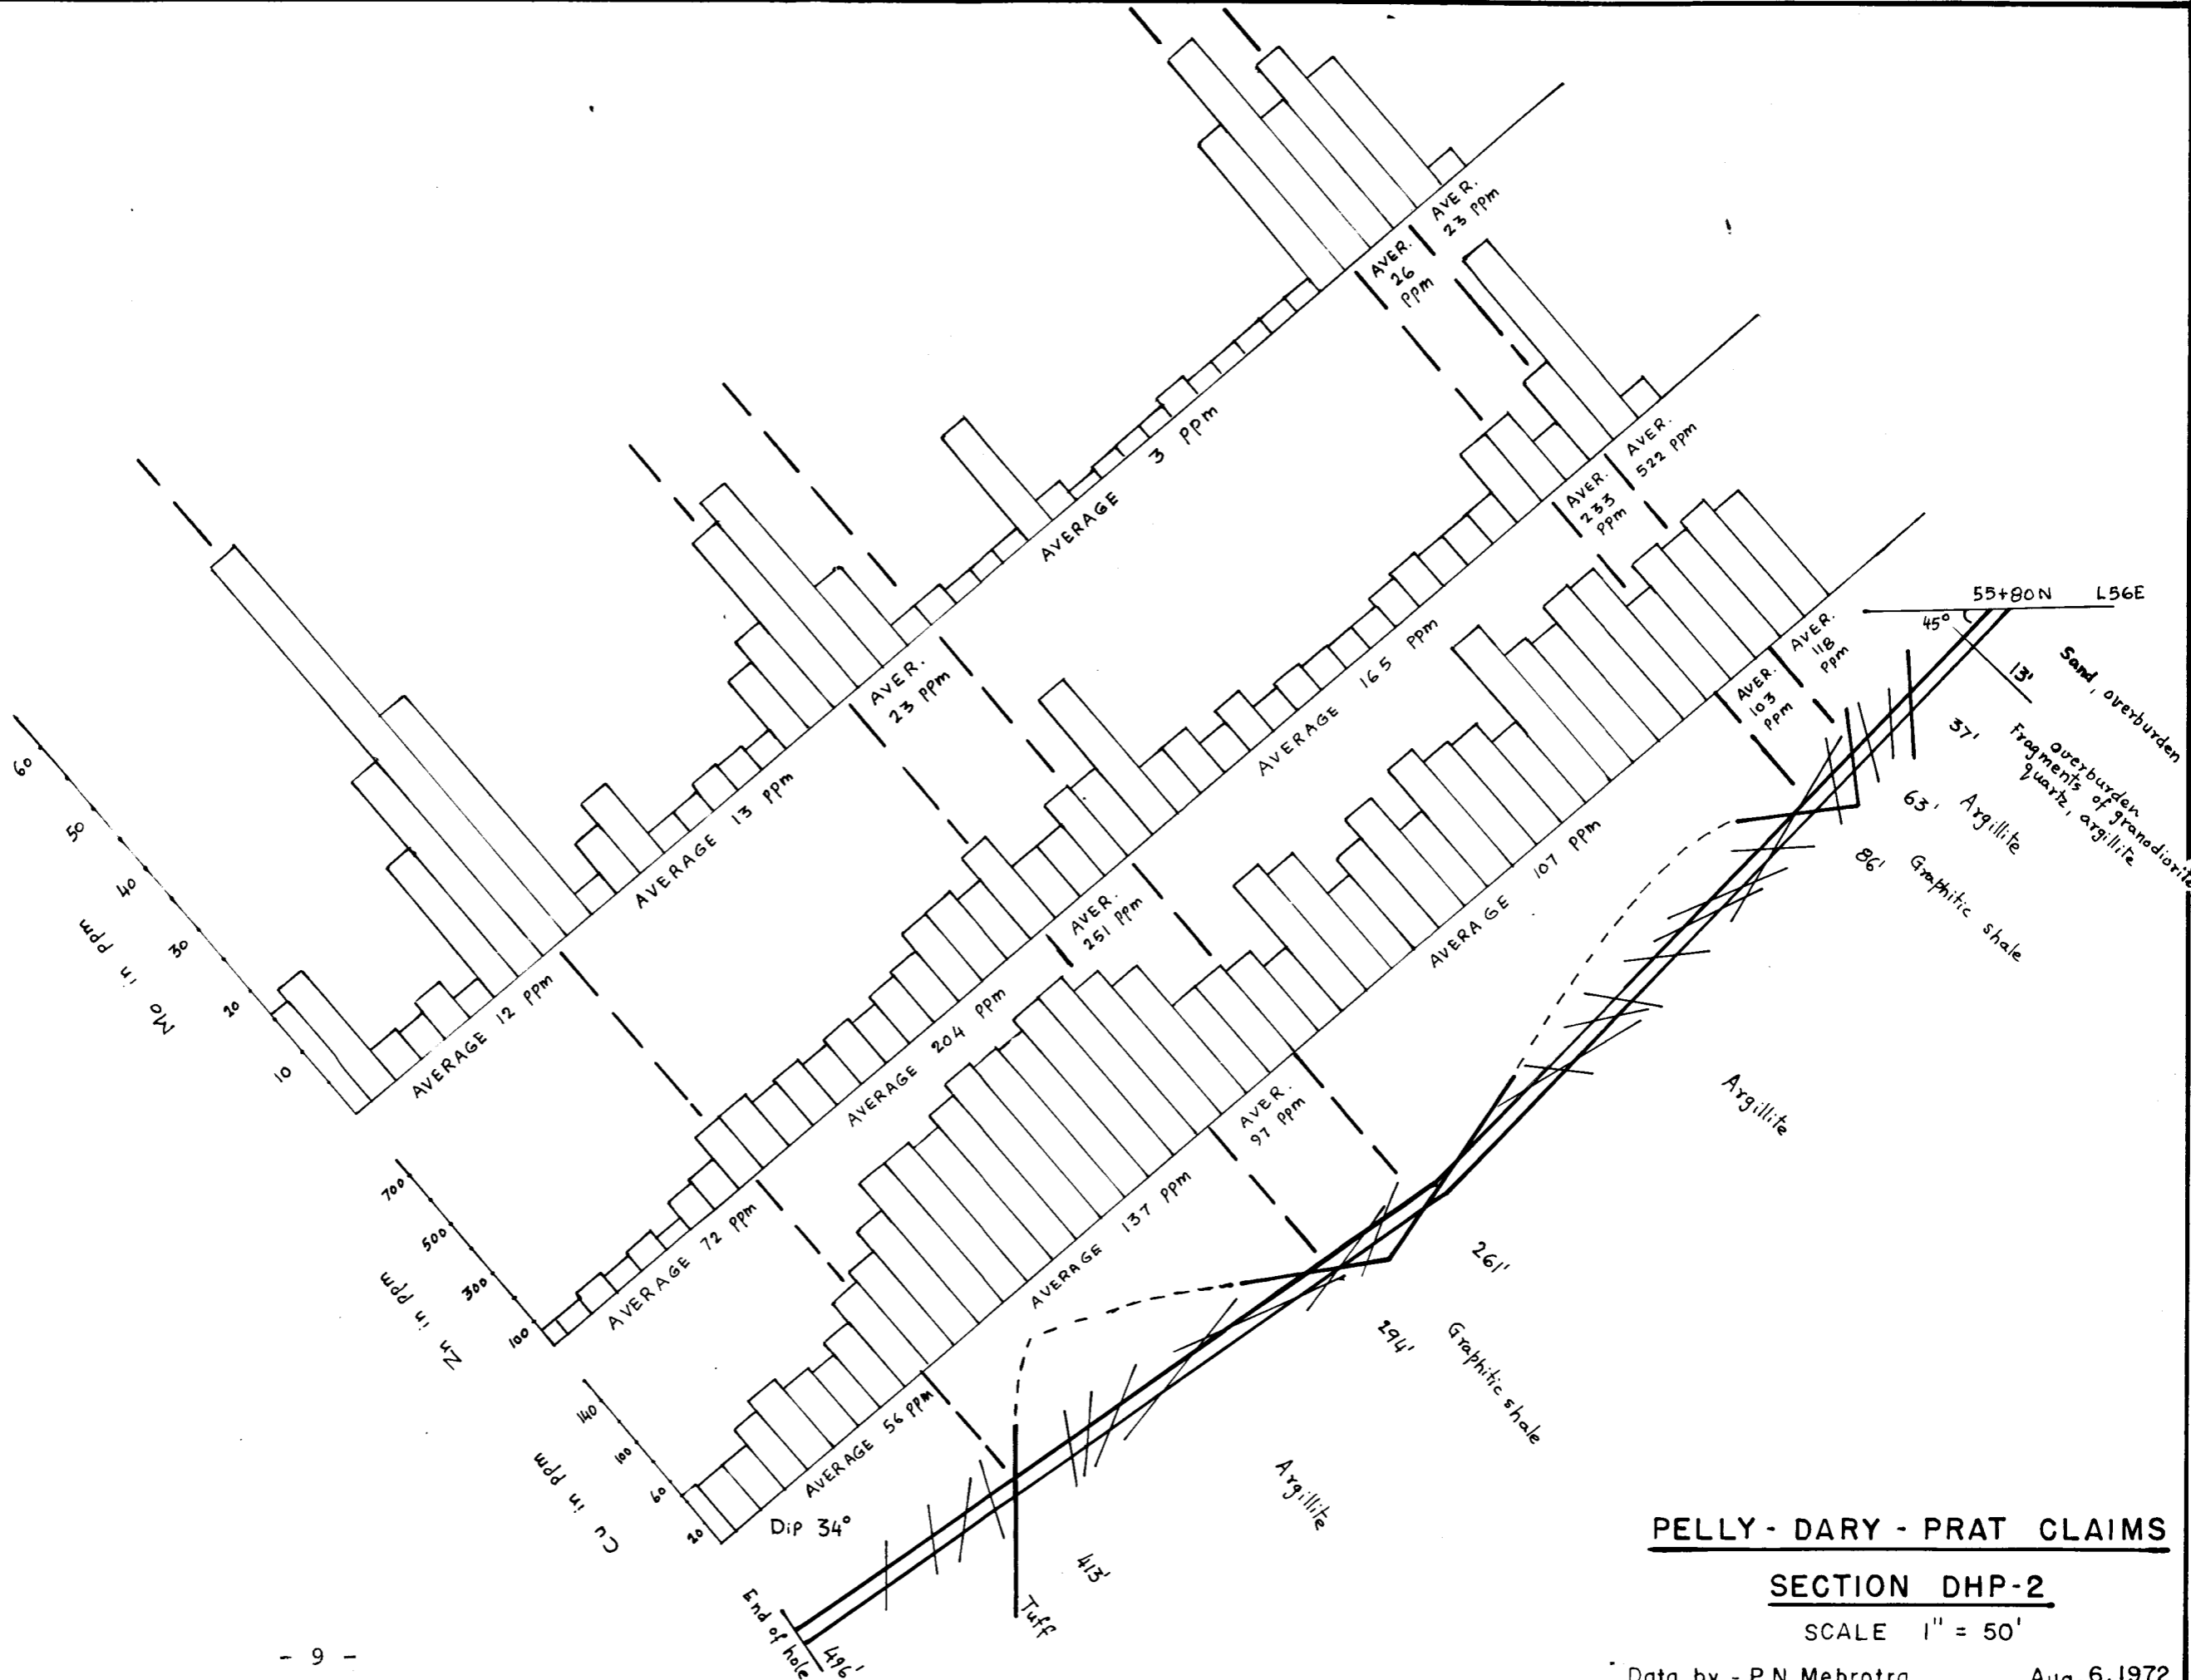 60
50
40
30
20
10
Mo in PPM
AVERAGE 12 PPM
AVERAGE 13 PPM
AVER.
23 PPM
AVERAGE 3 PPM
AVER.
26
PPM
AVER.
23 PPM
700
500
300
100
Zn in PPM
AVERAGE 72 PPM
AVERAGE 204 PPM
AVER.
251 PPM
AVERAGE 165 PPM
AVER.
233
PPM
AVER.
522 PPM
140
100
60
20
Cu in PPM
AVERAGE 56 PPM
AVERAGE 137 PPM
AVER.
97 PPM
AVERAGE 107 PPM
AVER.
103
PPM
AVER.
118
PPM
55+80N L56E
45°
13'
Sand, overburden
37'
Overburden
Fragments of granodiorite
quartz, argillite
63'
Argillite
86'
Graphitic shale
Argillite
261'
Graphitic shale
294'
Argillite
413'
Tuff
Dip 34°
End of hole
496'
PELLY - DARY - PRAT CLAIMS
SECTION DHP-2
SCALE 1" = 50'
Data by - P.N. Mehrotra Aug. 6, 1972
- 9 -